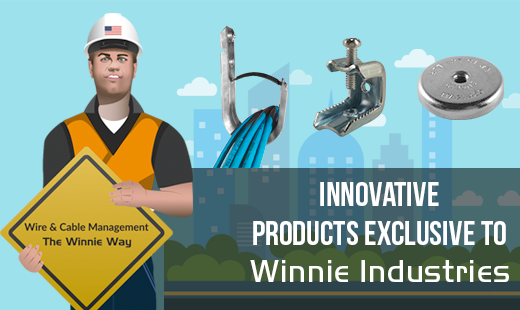 Wire & Cable Management
The Winnie Way
INNOVATIVE
PRODUCTS EXCLUSIVE TO
Winnie Industries